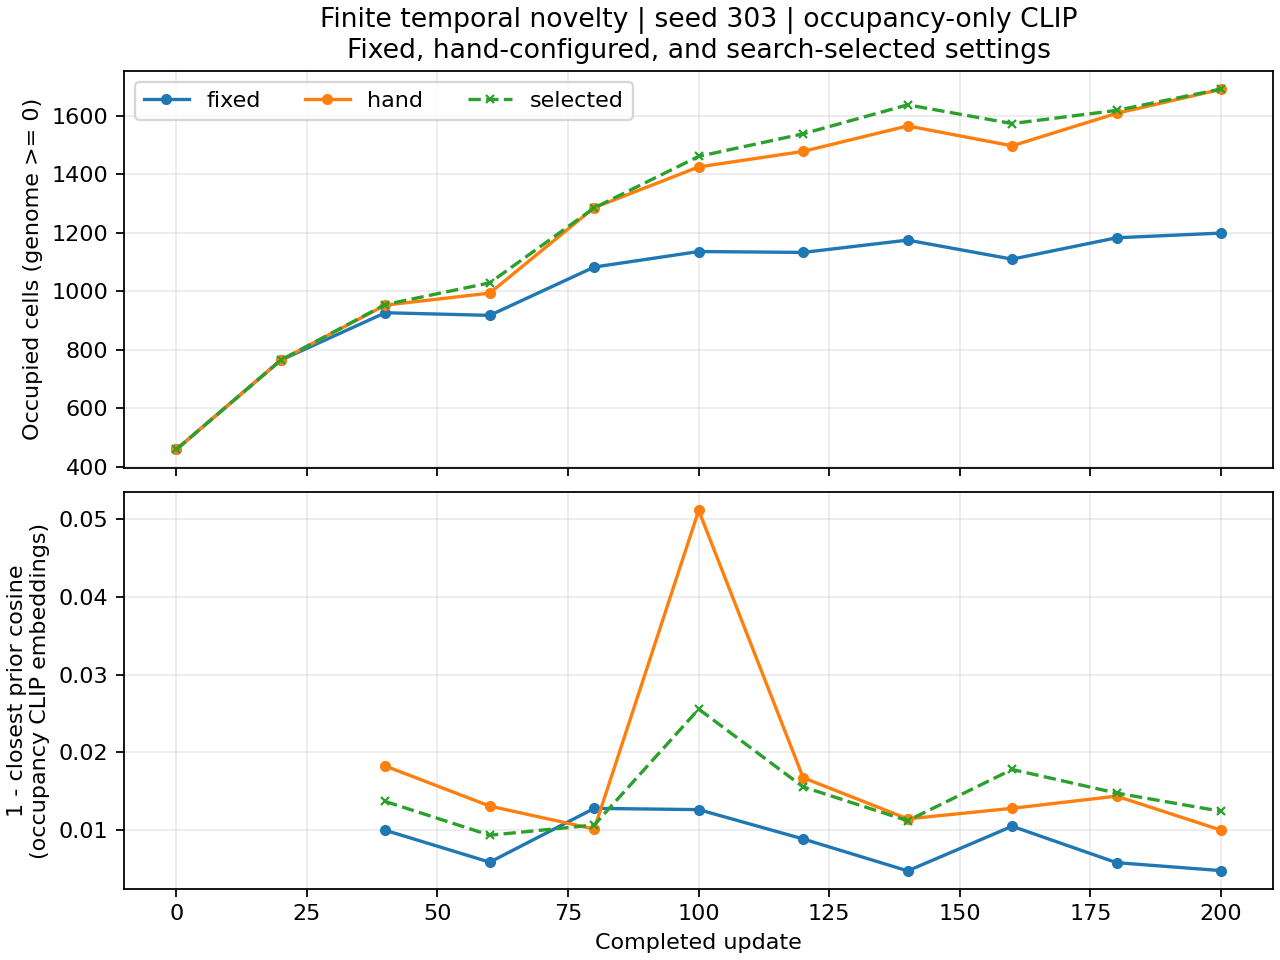 Finite temporal novelty | seed 303 | occupancy-only CLIP
Fixed, hand-configured, and search-selected settings
fixed
hand
selected
Occupied cells (genome >= 0)
1600
1400
1200
1000
800
600
400
1 - closest prior cosine
(occupancy CLIP embeddings)
0.05
0.04
0.03
0.02
0.01
0
25
50
75
100
125
150
175
200
Completed update